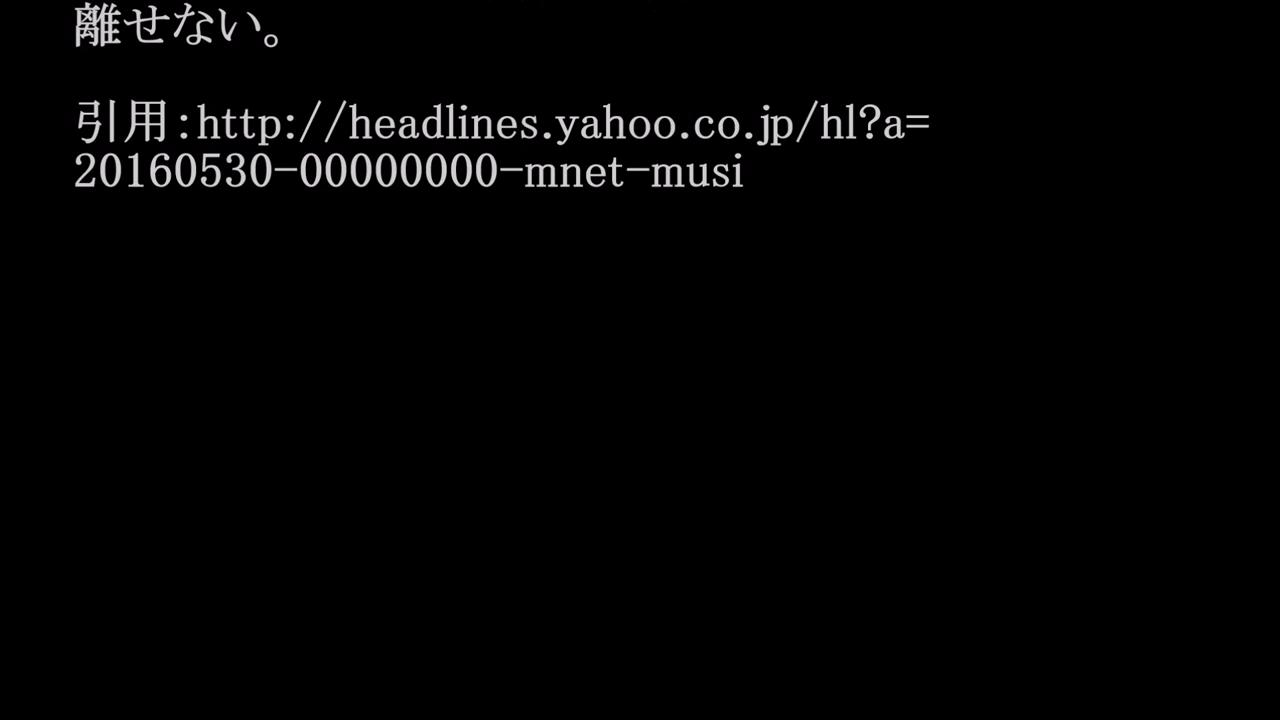 離せない。
引用:http://headlines.yahoo.co.jp/hl?a=
20160530-00000000-mnet-musi